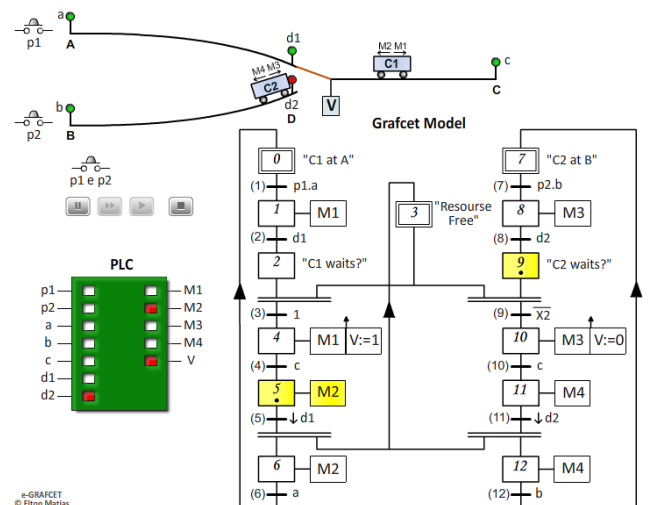 a
p1
A
d1
M2 M1
C1
c
C
M4 M3
C2
d2
D
V
b
p2
B
Grafcet Model
p1 e p2
0 "C1 at A"
(1) p1.a
1 M1
(2) d1
2 "C1 waits?"
(3) 1
4 M1 V:=1
(4) c
5 M2
(5) ↓ d1
6 M2
(6) a
3 "Resourse
Free"
7 "C2 at B"
(7) p2.b
8 M3
(8) d2
9 "C2 waits?"
(9) X2
10 M3 V:=0
(10) c
11 M4
(11) ↓ d2
12 M4
(12) b
PLC
p1 M1
p2 M2
a M3
b M4
c V
d1
d2
e-GRAFCET
© Elton Matias